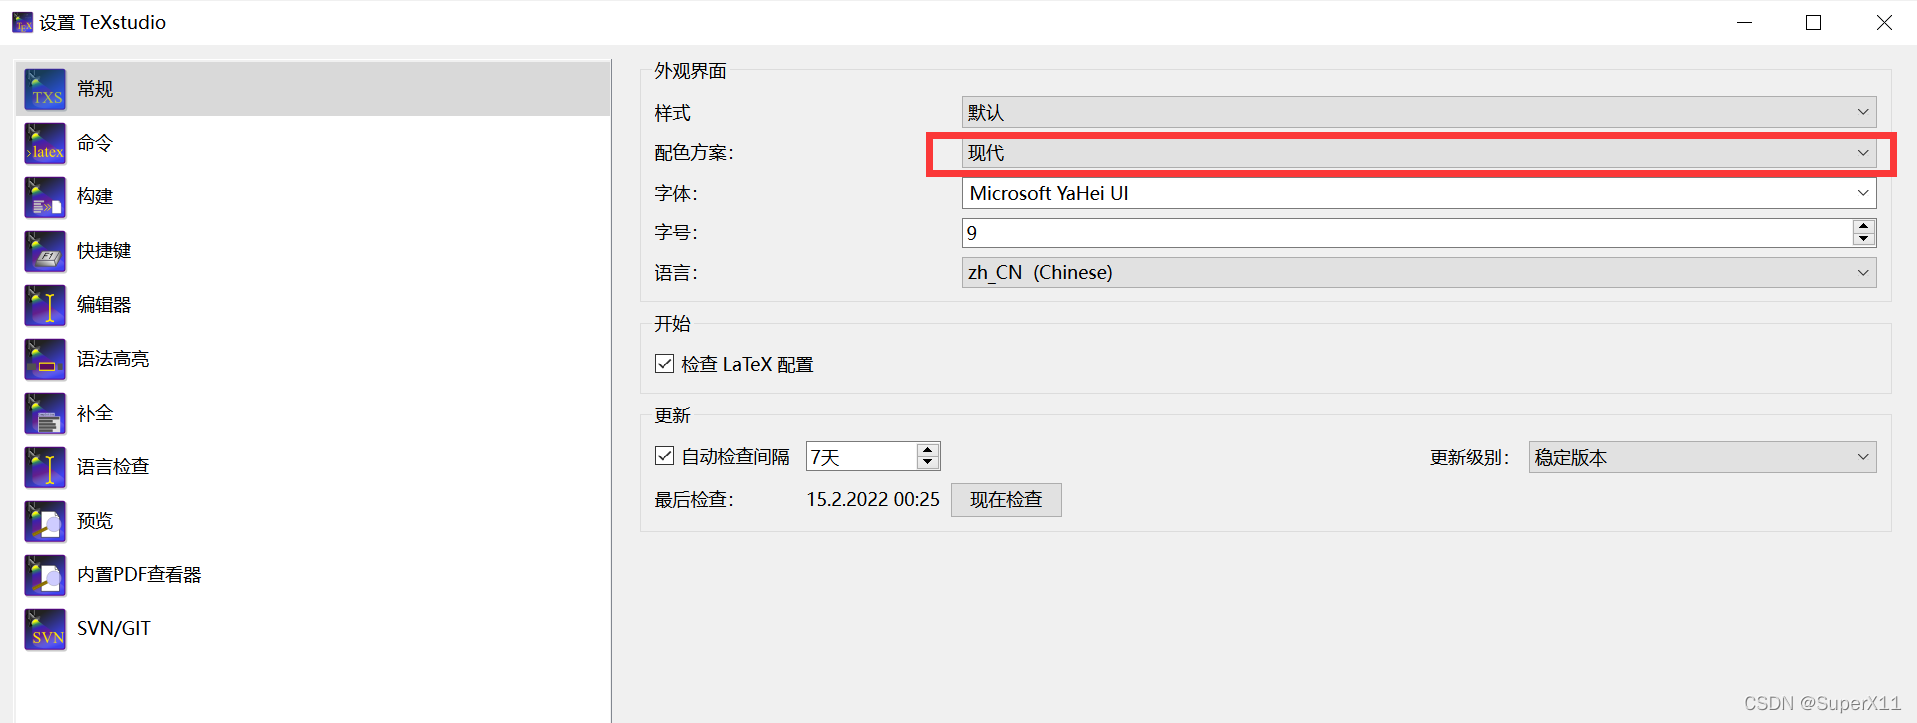 设置 TeXstudio
TXS 常规
>latex 命令
构建
F1 快捷键
编辑器
语法高亮
补全
语言检查
预览
内置PDF查看器
SVN SVN/GIT
外观界面
样式 默认
配色方案: 现代
字体: Microsoft YaHei UI
字号: 9
语言: zh_CN (Chinese)
开始
检查 LaTeX 配置
更新
自动检查间隔 7天 更新级别: 稳定版本
最后检查: 15.2.2022 00:25 现在检查
CSDN @SuperX11